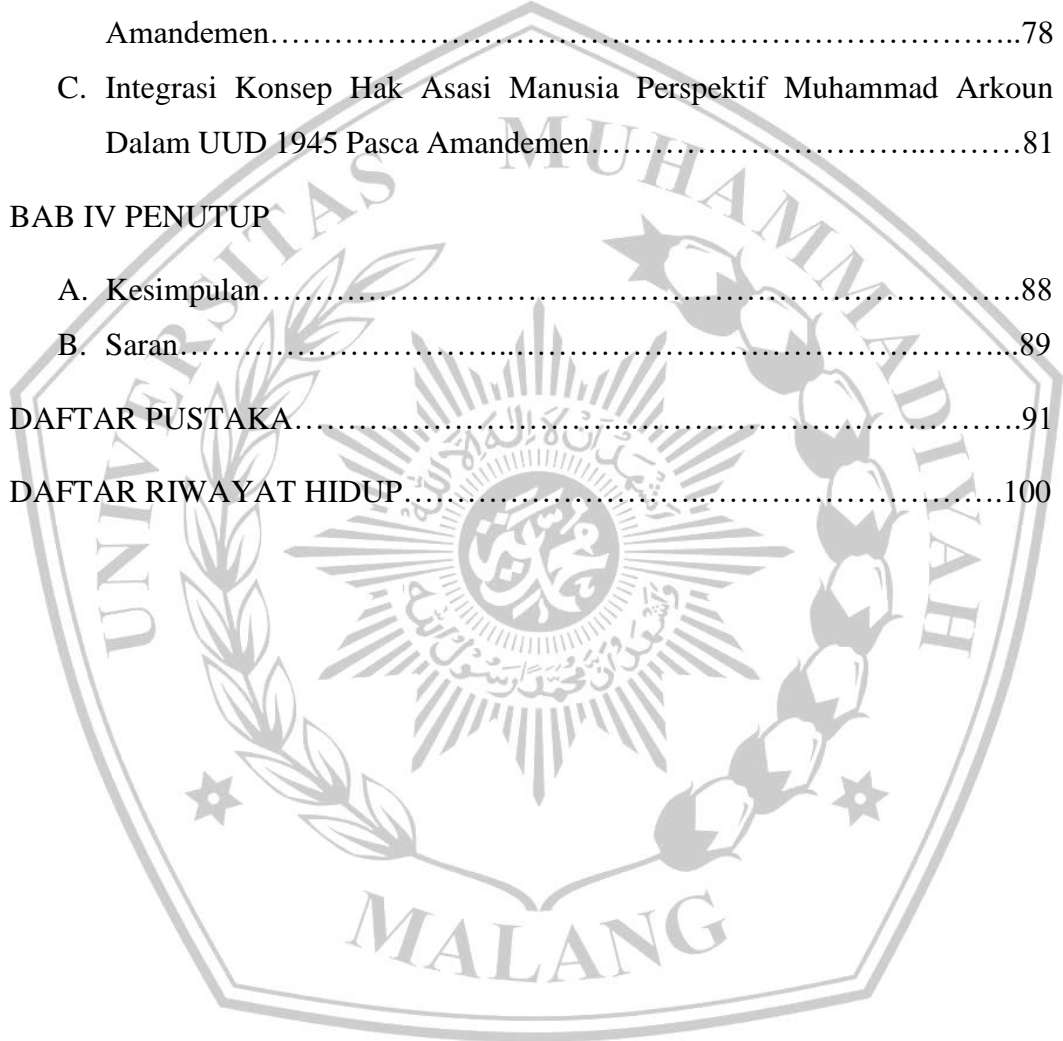 Amandemen………………………………………………………………..78
C. Integrasi Konsep Hak Asasi Manusia Perspektif Muhammad Arkoun
Dalam UUD 1945 Pasca Amandemen…………………………..………81
BAB IV PENUTUP
A. Kesimpulan………………………...………………………………….88
B. Saran………………………….……………………………………...89
DAFTAR PUSTAKA…………………………..………………………………….91
DAFTAR RIWAYAT HIDUP……………………….…………………………….100
UNIVERSITAS MUHAMMADIYAH
MALANG